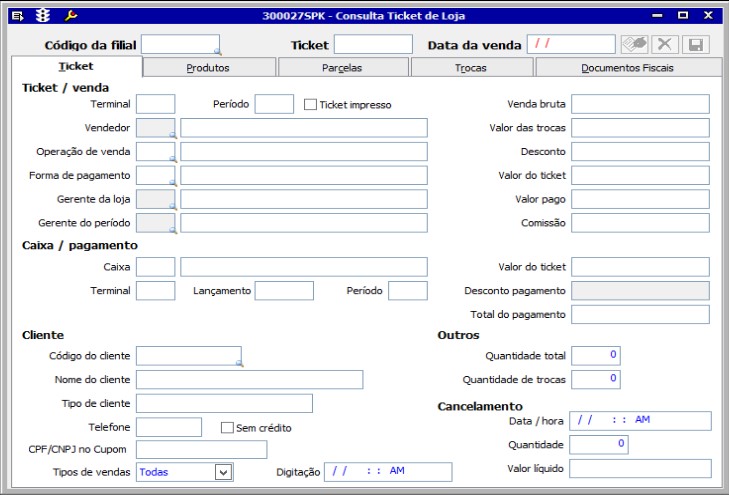 300027SPK - Consulta Ticket de Loja
Código da filial Ticket Data da venda / /
Ticket Produtos Parcelas Trocas Documentos Fiscais
Ticket / venda
Terminal Período Ticket impresso Venda bruta
Vendedor Valor das trocas
Operação de venda Desconto
Forma de pagamento Valor do ticket
Gerente da loja Valor pago
Gerente do período Comissão
Caixa / pagamento
Caixa Valor do ticket
Terminal Lançamento Período Desconto pagamento
Total do pagamento
Cliente Outros
Código do cliente Quantidade total 0
Nome do cliente Quantidade de trocas 0
Tipo de cliente
Cancelamento
Telefone Sem crédito Data / hora / / : : AM
CPF/CNPJ no Cupom Quantidade 0
Tipos de vendas Todas Digitação / / : : AM Valor líquido